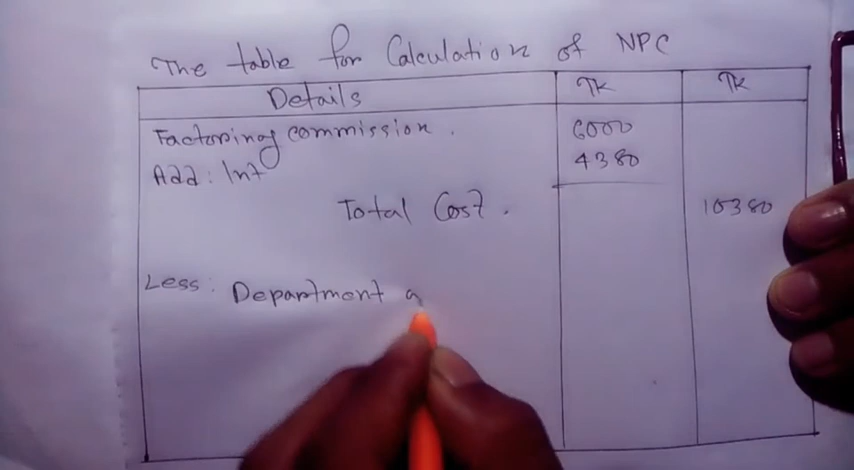 The table for Calculation of NPC
Details Tk Tk
Factoring commission. 6000
Add: Int 4380
Total Cost. 10380
Less: Department a